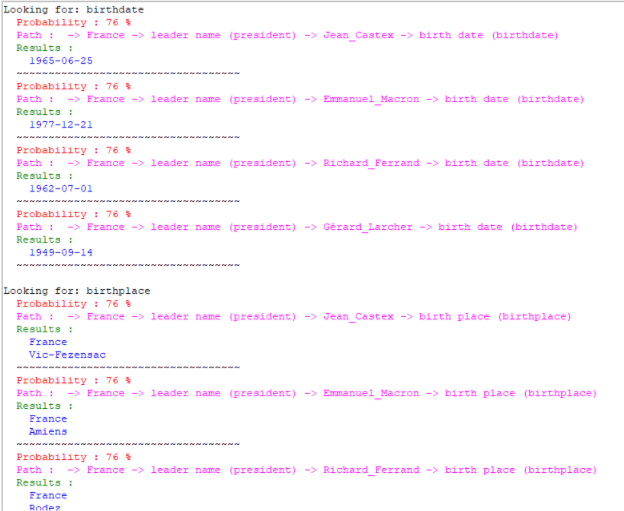 Looking for: birthdate
Probability : 76 %
Path :  -> France -> leader name (president) -> Jean_Castex -> birth date (birthdate)
Results :
1965-06-25
~~~~~~~~~~~~~~~~~~~~~~~~~~~~~~~~~~~
Probability : 76 %
Path :  -> France -> leader name (president) -> Emmanuel_Macron -> birth date (birthdate)
Results :
1977-12-21
~~~~~~~~~~~~~~~~~~~~~~~~~~~~~~~~~~~
Probability : 76 %
Path :  -> France -> leader name (president) -> Richard_Ferrand -> birth date (birthdate)
Results :
1962-07-01
~~~~~~~~~~~~~~~~~~~~~~~~~~~~~~~~~~~
Probability : 76 %
Path :  -> France -> leader name (president) -> Gérard_Larcher -> birth date (birthdate)
Results :
1949-09-14
~~~~~~~~~~~~~~~~~~~~~~~~~~~~~~~~~~~
Looking for: birthplace
Probability : 76 %
Path :  -> France -> leader name (president) -> Jean_Castex -> birth place (birthplace)
Results :
France
Vic-Fezensac
~~~~~~~~~~~~~~~~~~~~~~~~~~~~~~~~~~~
Probability : 76 %
Path :  -> France -> leader name (president) -> Emmanuel_Macron -> birth place (birthplace)
Results :
France
Amiens
~~~~~~~~~~~~~~~~~~~~~~~~~~~~~~~~~~~
Probability : 76 %
Path :  -> France -> leader name (president) -> Richard_Ferrand -> birth place (birthplace)
Results :
France
Rodez